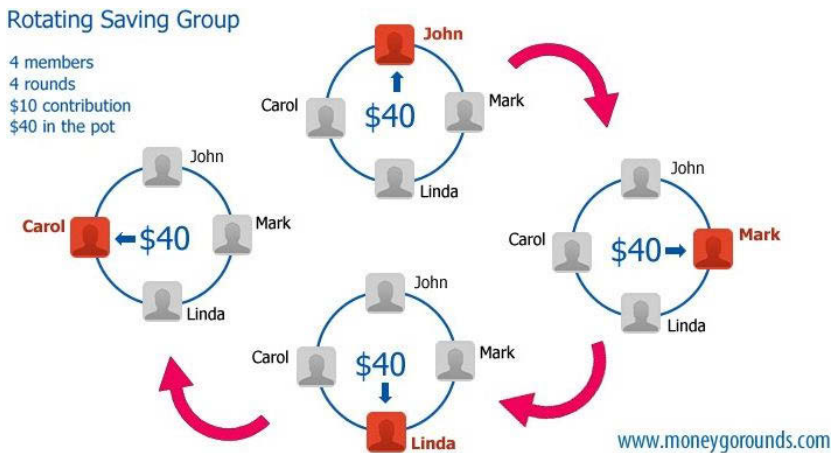 Rotating Saving Group
4 members
4 rounds
$10 contribution
$40 in the pot
John
Carol
Mark
$40
Linda
John
Carol
Mark
$40
Linda
John
Carol
Mark
$40
Linda
John
Carol
Mark
$40
Linda
www.moneygorounds.com